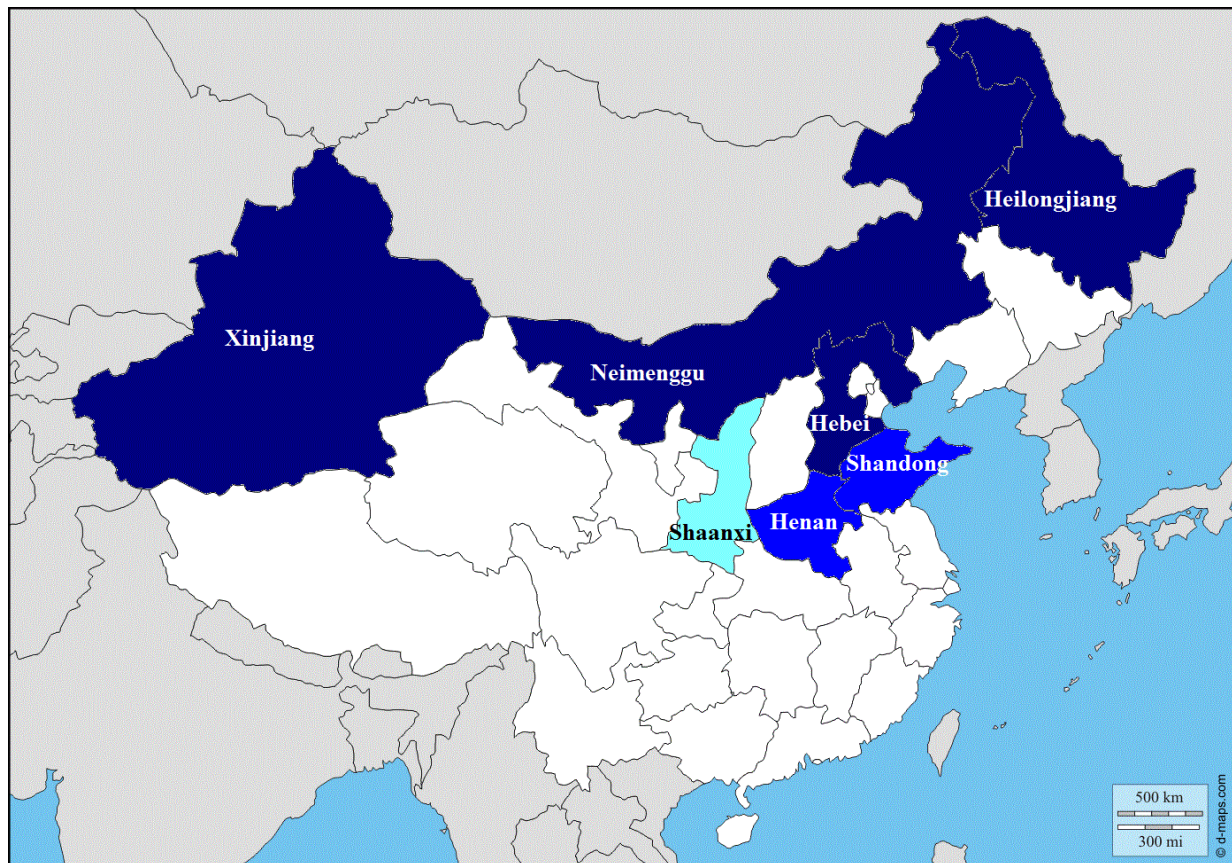 Heilongjiang
Xinjiang
Neimenggu
Hebei
Shandong
Henan
Shaanxi
500 km
300 mi
© d-maps.com